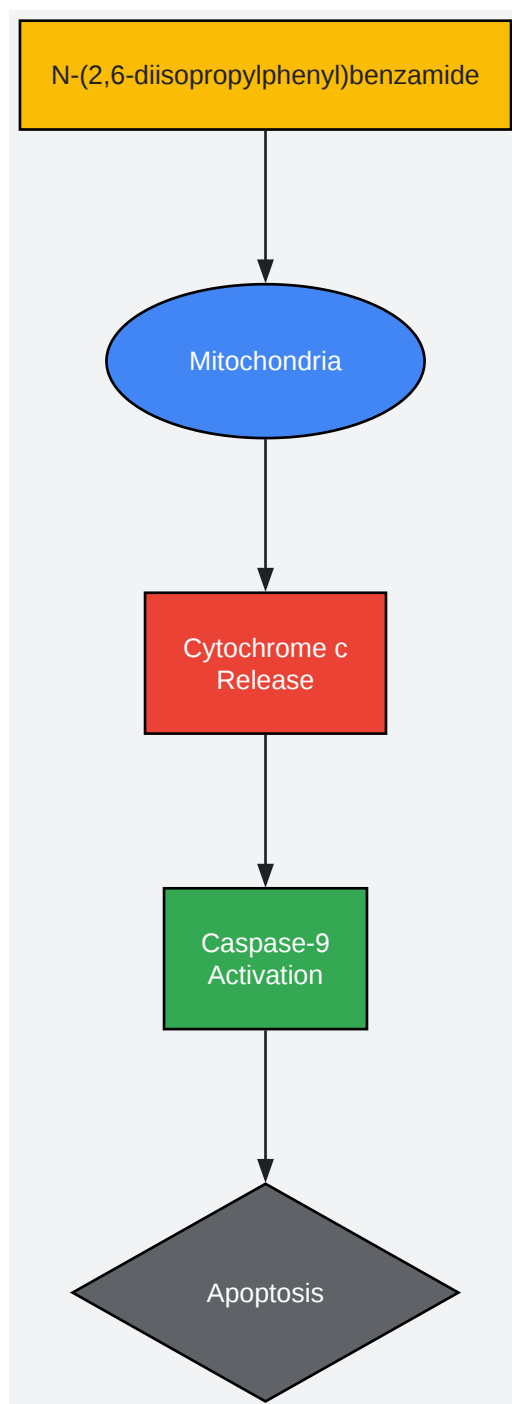 N-(2,6-diisopropylphenyl)benzamide
Mitochondria
Cytochrome c
Release
Caspase-9
Activation
Apoptosis